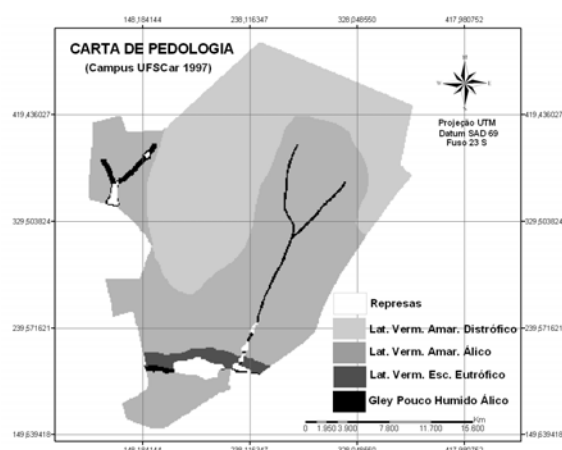 148,184144 238,116347 328,048550 417,980752
CARTA DE PEDOLOGIA
(Campus UFSCar 1997)
N
W E
S
419,436027 419,436027
Projeção UTM
Datum SAD 69
Fuso 23 S
329,503824 329,503824
Represas
239,571621 239,571621
Lat. Verm. Amar. Distrófico
Lat. Verm. Amar. Álico
Lat. Verm. Esc. Eutrófico
Gley Pouco Humido Álico
Km
0 1.950 3.900 7.800 11.700 15.600
149,639418 149,639418
148,184144 238,116347 328,048550 417,980752